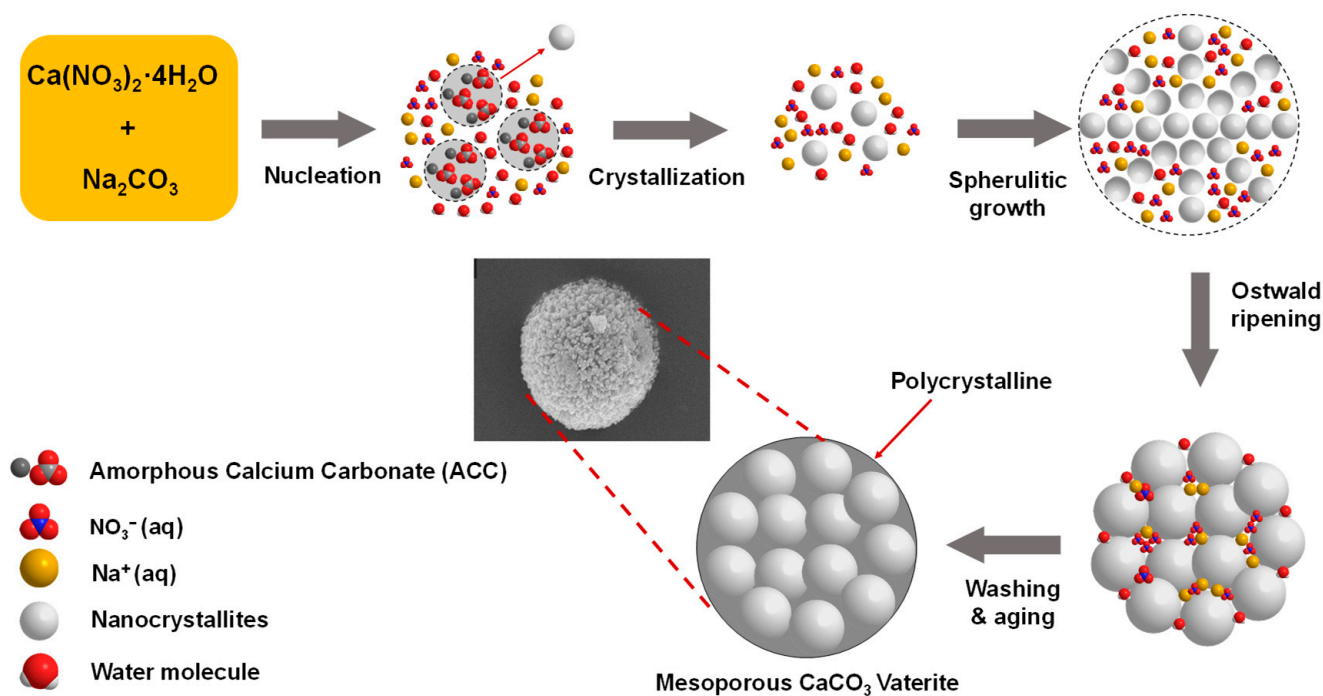 Ca(NO₃)₂·4H₂O
+
Na₂CO₃
Nucleation
Crystallization
Spherulitic
growth
Ostwald
ripening
Polycrystalline
Washing
& aging
Mesoporous CaCO₃ Vaterite
Amorphous Calcium Carbonate (ACC)
NO₃⁻ (aq)
Na⁺ (aq)
Nanocrystallites
Water molecule